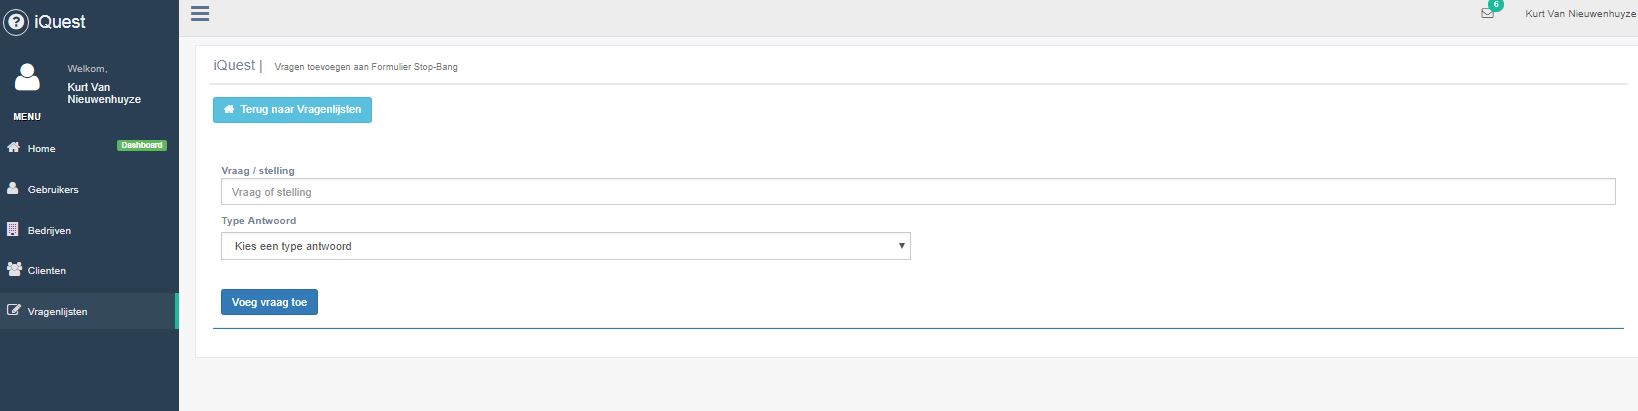 iQuest
6
Kurt Van Nieuwenhuyze
Welkom,
Kurt Van
Nieuwenhuyze
MENU
Home
Dashboard
Gebruikers
Bedrijven
Clienten
Vragenlijsten
iQuest | Vragen toevoegen aan Formulier Stop-Bang
Terug naar Vragenlijsten
Vraag / stelling
Vraag of stelling
Type Antwoord
Kies een type antwoord
Voeg vraag toe